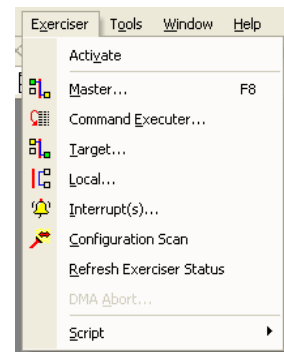 Exerciser Tools Window Help
Activate
Master... F8
Command Executer...
Target...
Local...
Interrupt(s)...
Configuration Scan
Refresh Exerciser Status
DMA Abort...
Script